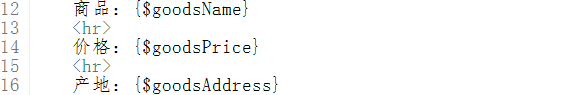 12 商品：{$goodsName}
13 <hr>
14 价格：{$goodsPrice}
15 <hr>
16 产地：{$goodsAddress}